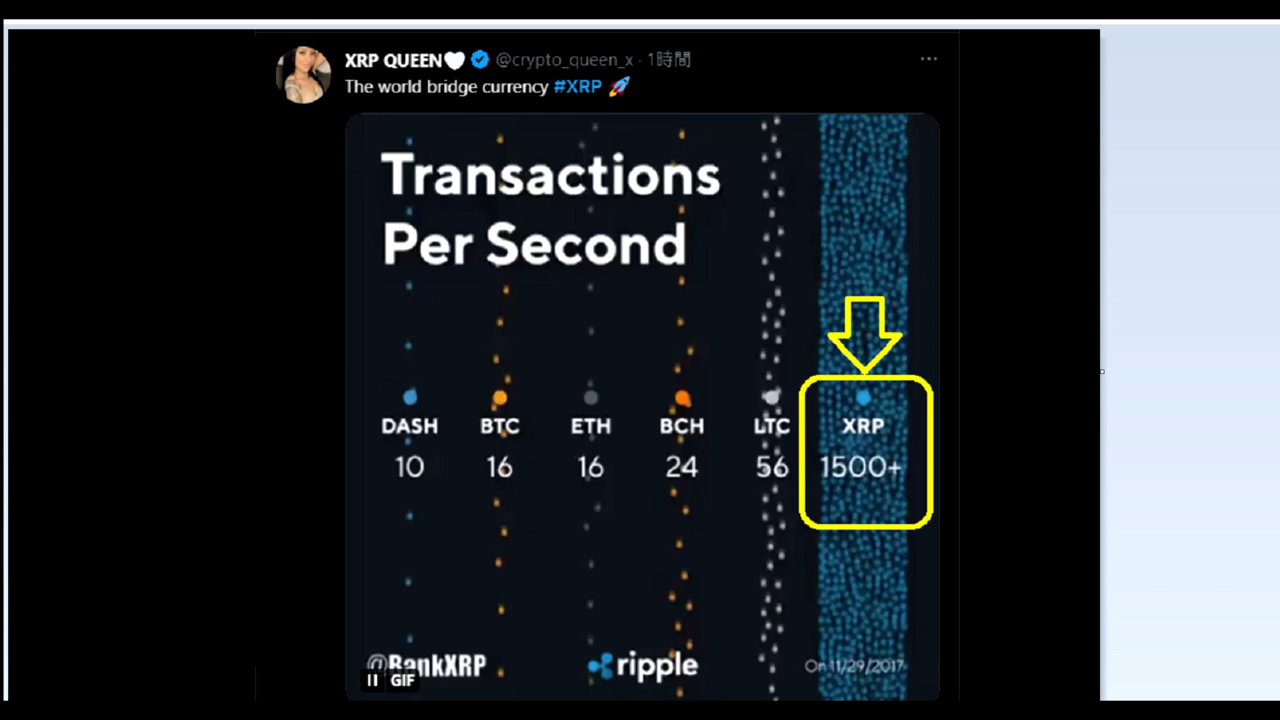 XRP QUEEN🤍 @crypto_queen_x · 1時間
The world bridge currency #XRP 🚀
Transactions
Per Second
DASH BTC ETH BCH LTC XRP
10 16 16 24 56 1500+
@BankXRP ripple On 11/29/2017
GIF